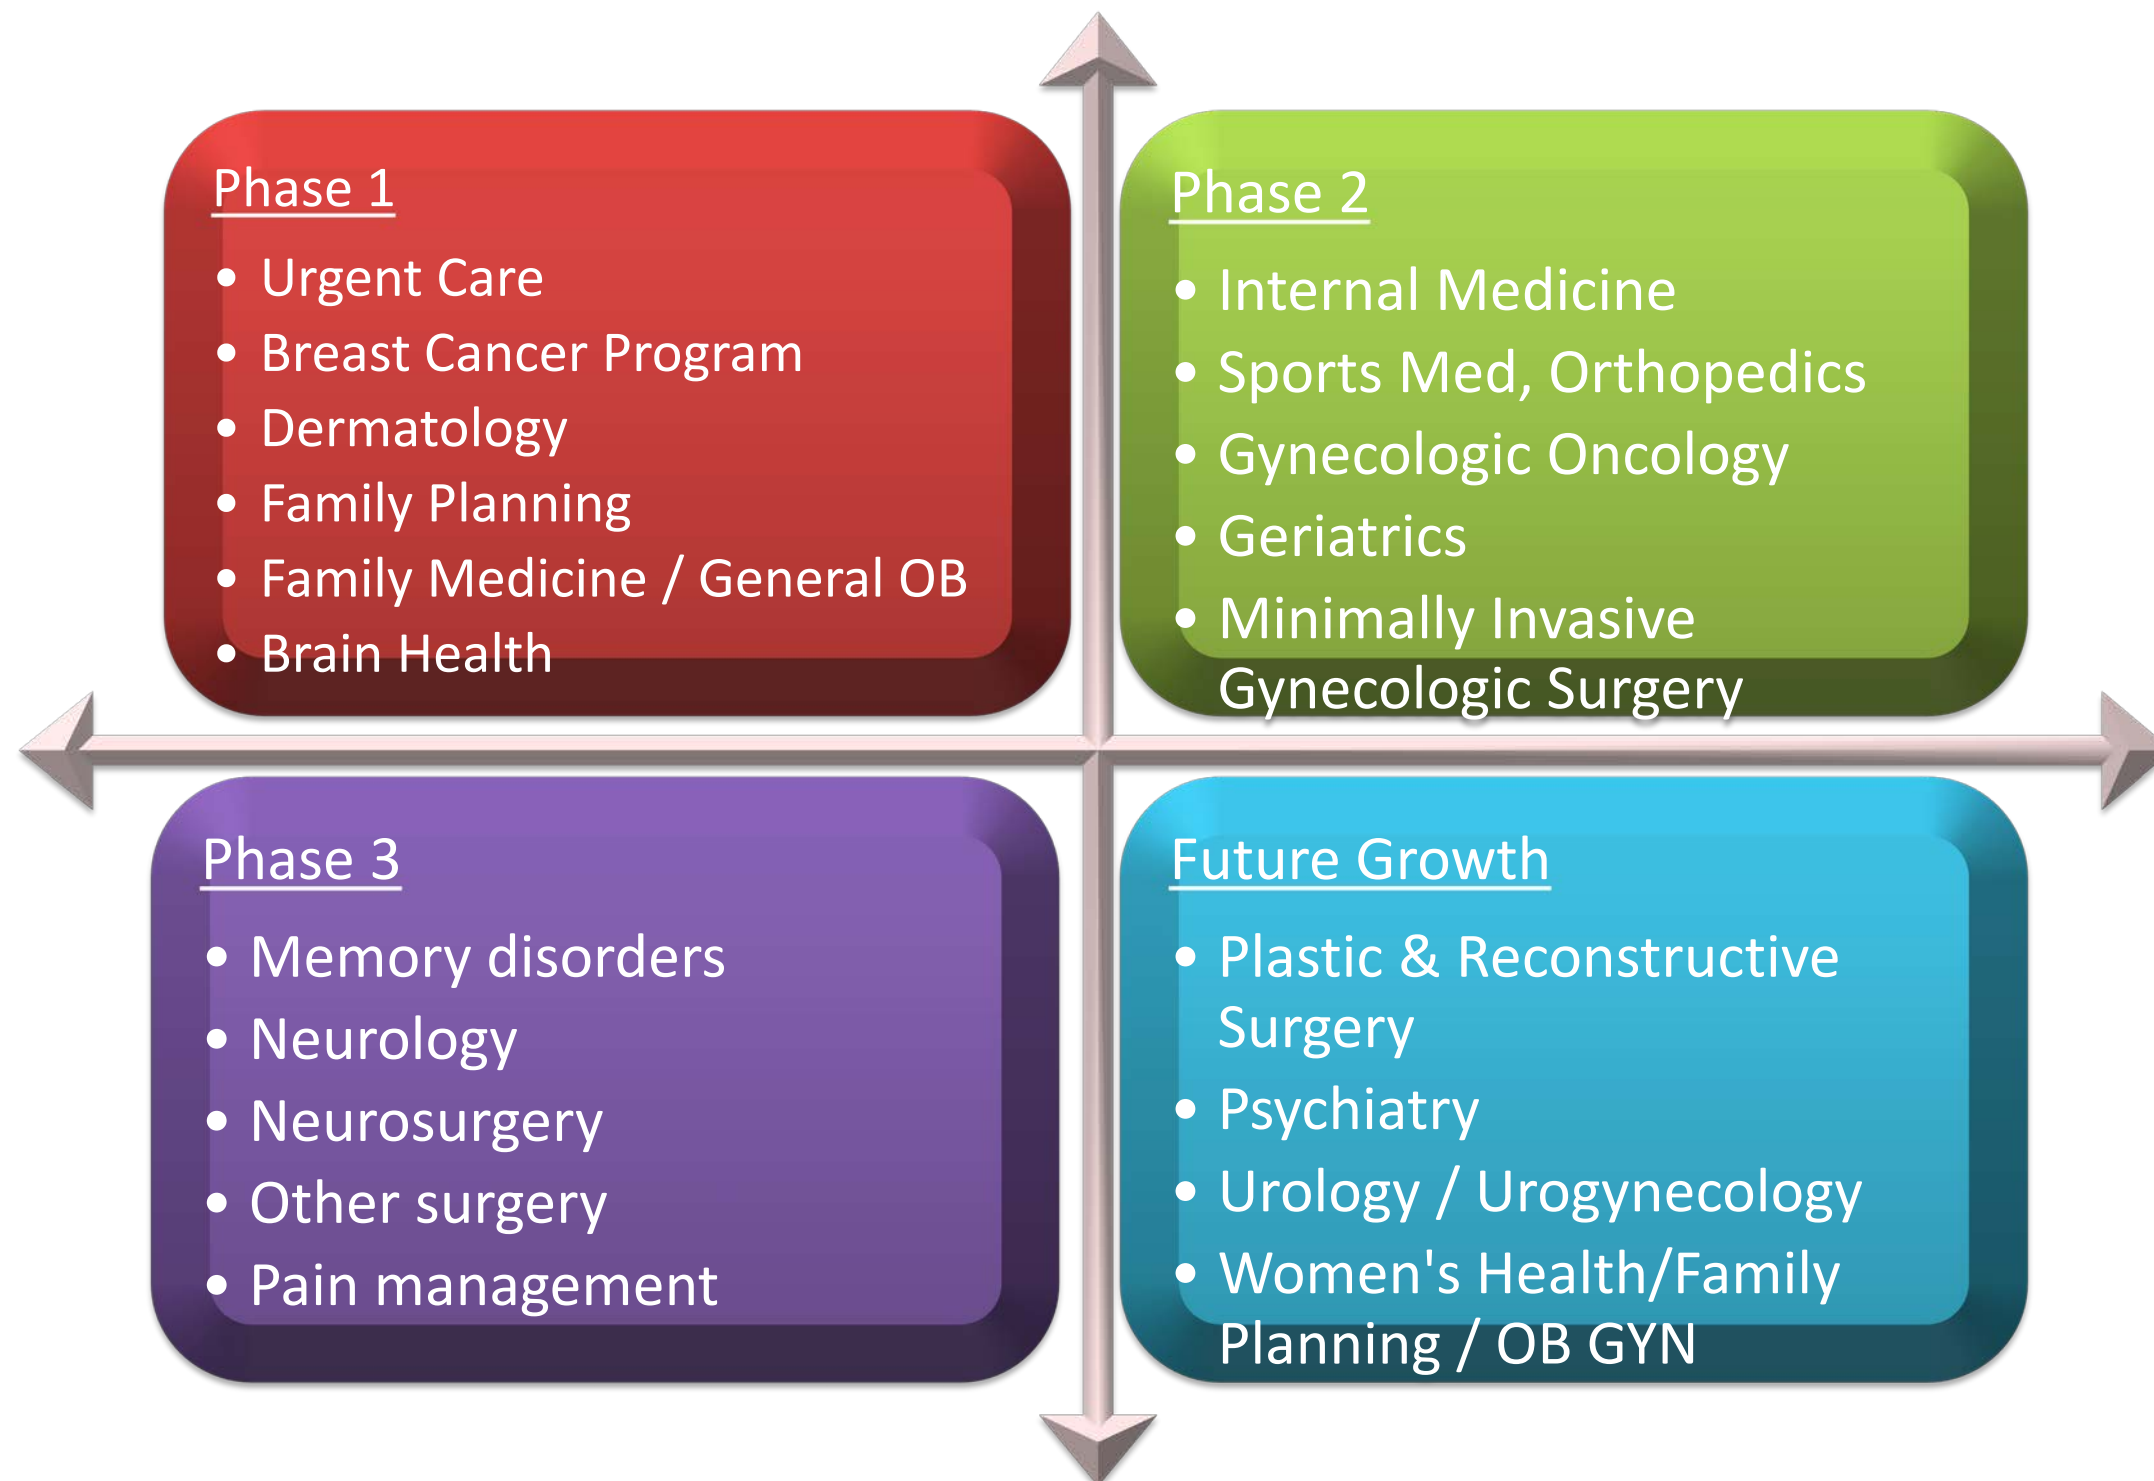 Phase 1
• Urgent Care
• Breast Cancer Program
• Dermatology
• Family Planning
• Family Medicine / General OB
• Brain Health
Phase 2
• Internal Medicine
• Sports Med, Orthopedics
• Gynecologic Oncology
• Geriatrics
• Minimally Invasive
Gynecologic Surgery
Phase 3
• Memory disorders
• Neurology
• Neurosurgery
• Other surgery
• Pain management
Future Growth
• Plastic & Reconstructive
Surgery
• Psychiatry
• Urology / Urogynecology
• Women's Health/Family
Planning / OB GYN